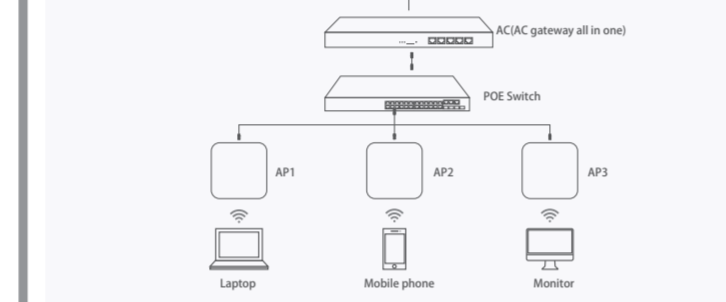 AC(AC gateway all in one)
POE Switch
AP1
AP2
AP3
Laptop
Mobile phone
Monitor